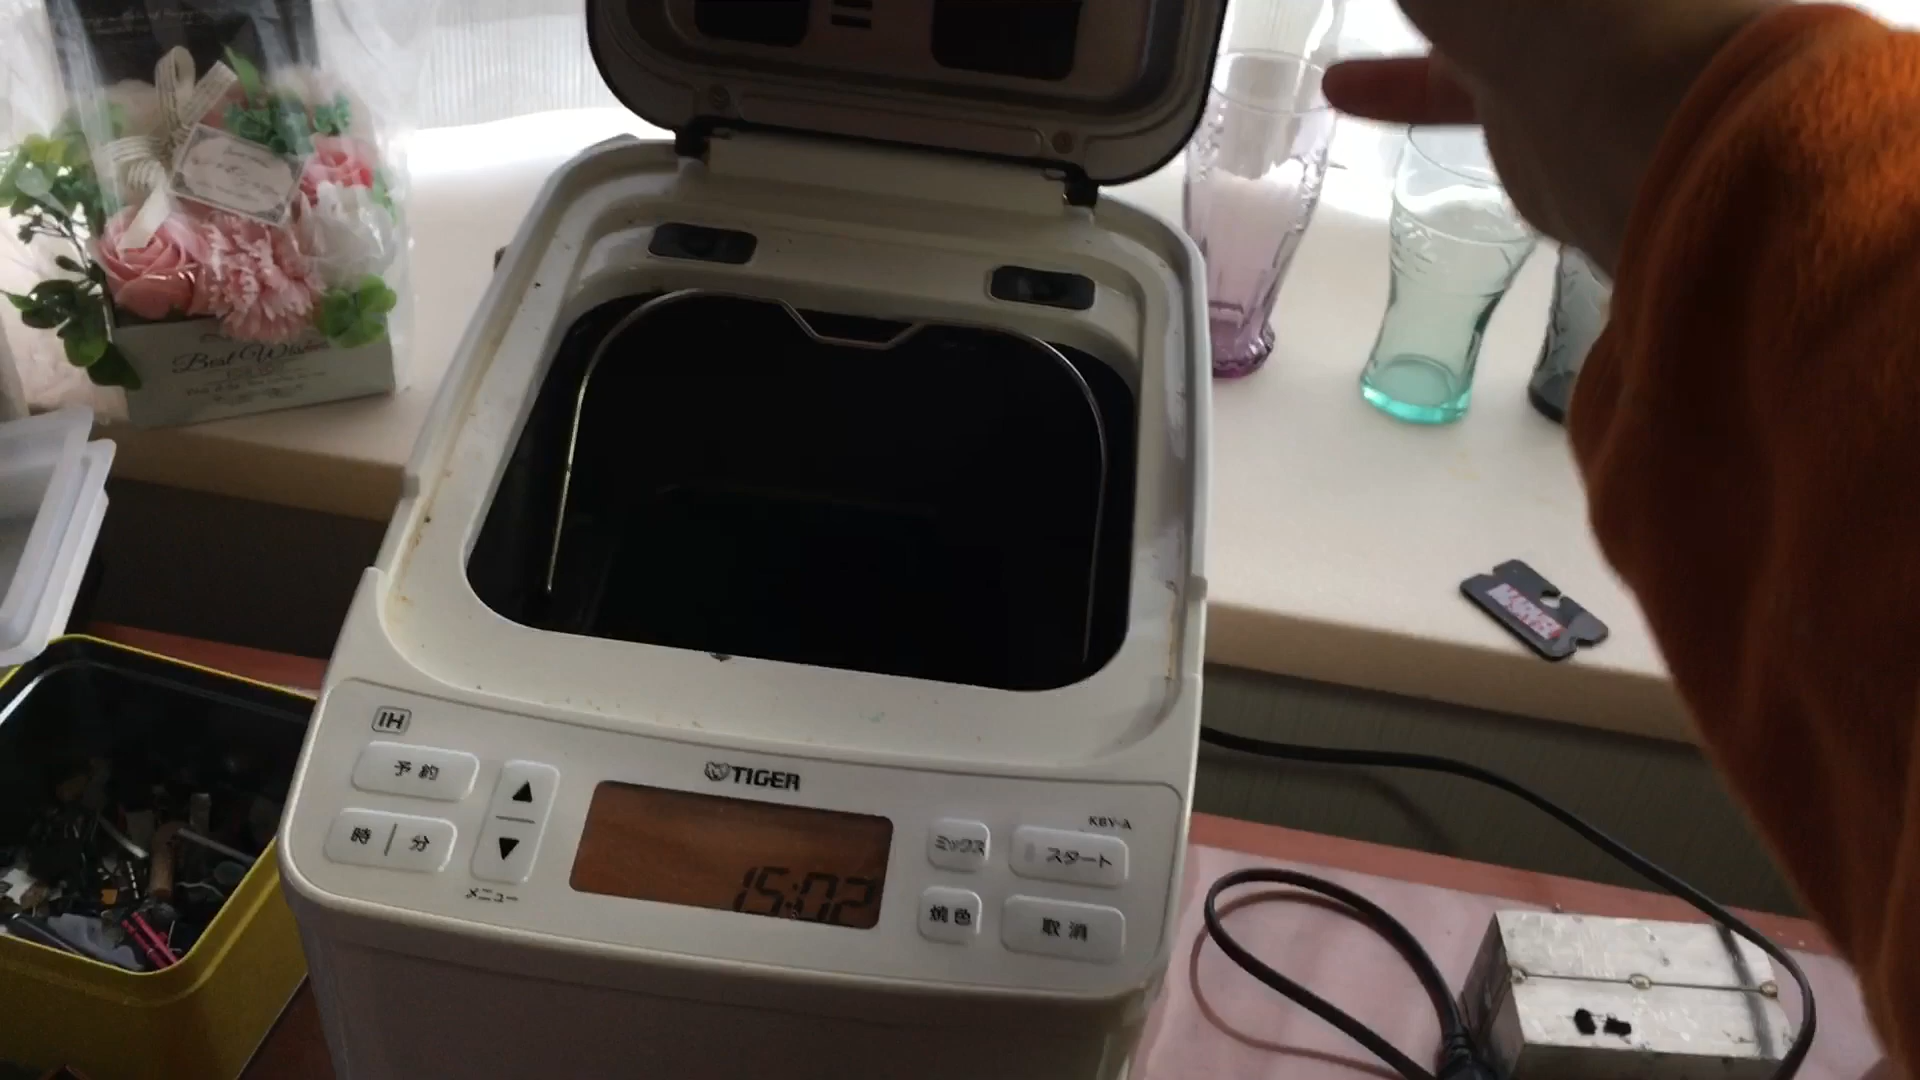 Best Wishes
IH
予約
時 | 分
▲
▼
メニュー
TIGER
15:02
KBY-A
ミックス
スタート
焼色
取消
MARVEL